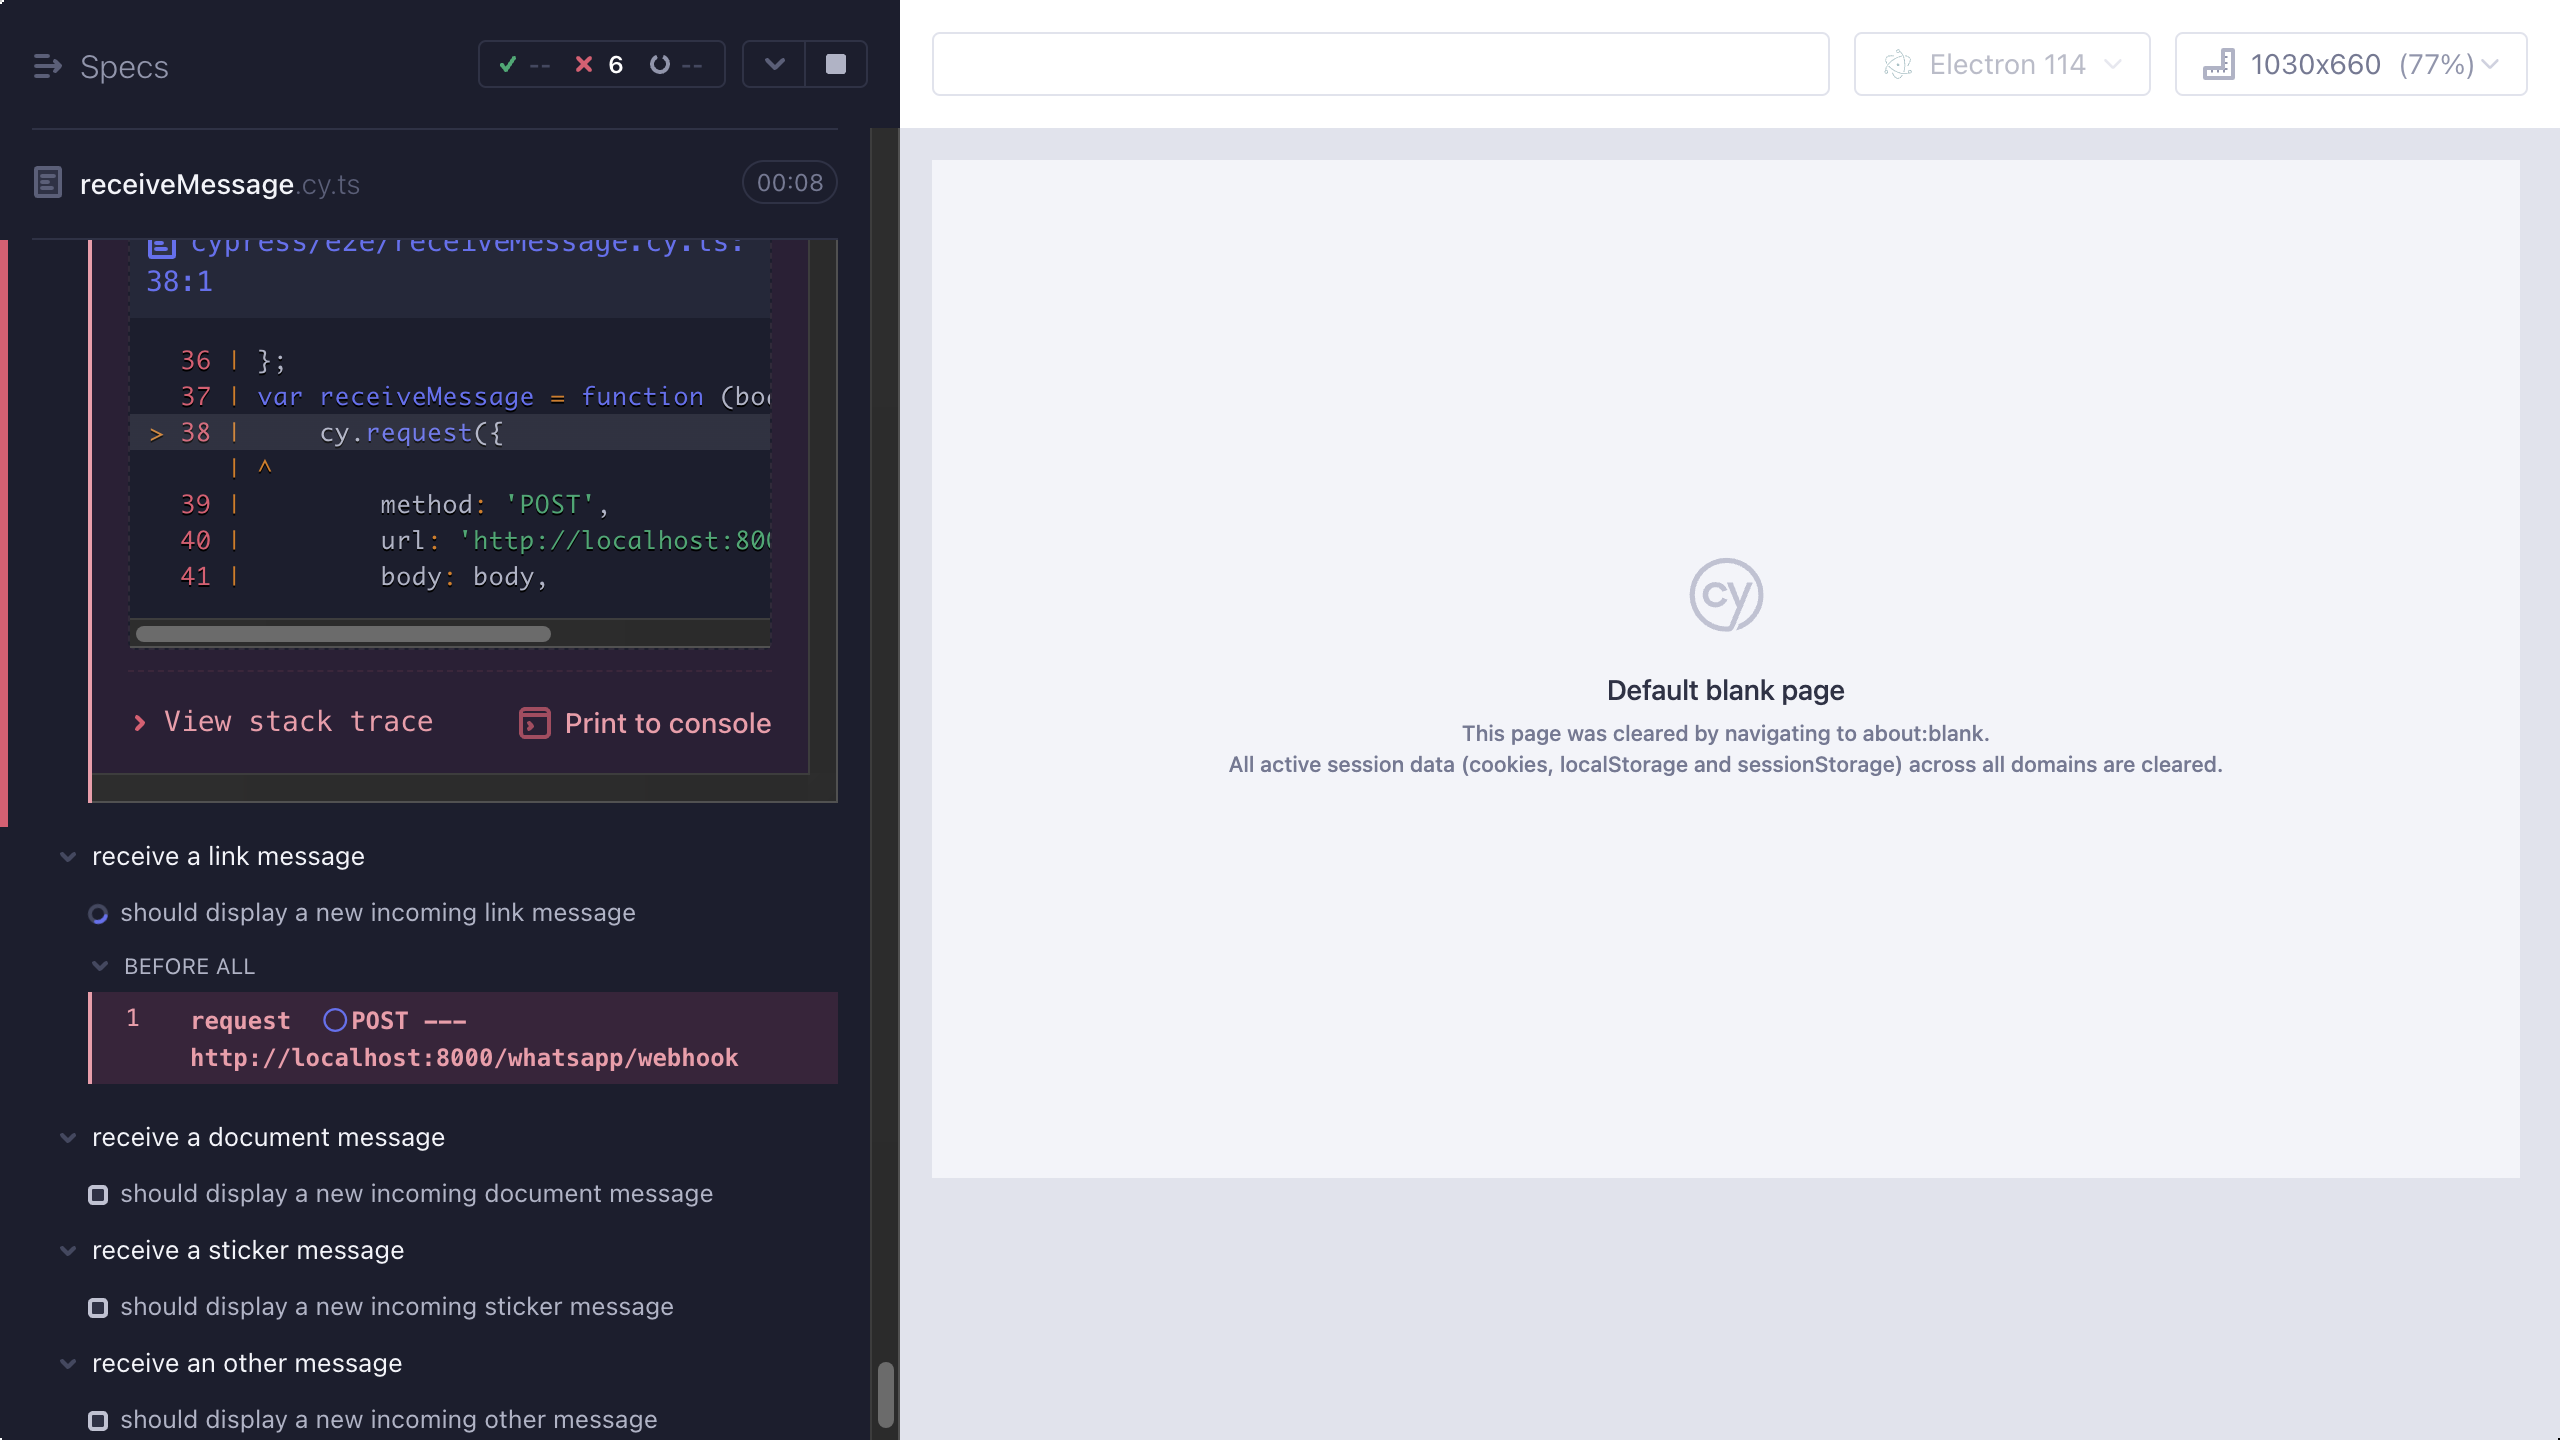 Specs
-- 6 --
Electron 114
1030x660 (77%)
receiveMessage.cy.ts
00:08
cypress/e2e/receiveMessage.cy.ts:
38:1
36 | };
37 | var receiveMessage = function (bo
> 38 |     cy.request({
| ^
39 |         method: 'POST',
40 |         url: 'http://localhost:800
41 |         body: body,
View stack trace
Print to console
receive a link message
should display a new incoming link message
BEFORE ALL
1 request POST ---
http://localhost:8000/whatsapp/webhook
receive a document message
should display a new incoming document message
receive a sticker message
should display a new incoming sticker message
receive an other message
should display a new incoming other message
cy
Default blank page
This page was cleared by navigating to about:blank.
All active session data (cookies, localStorage and sessionStorage) across all domains are cleared.